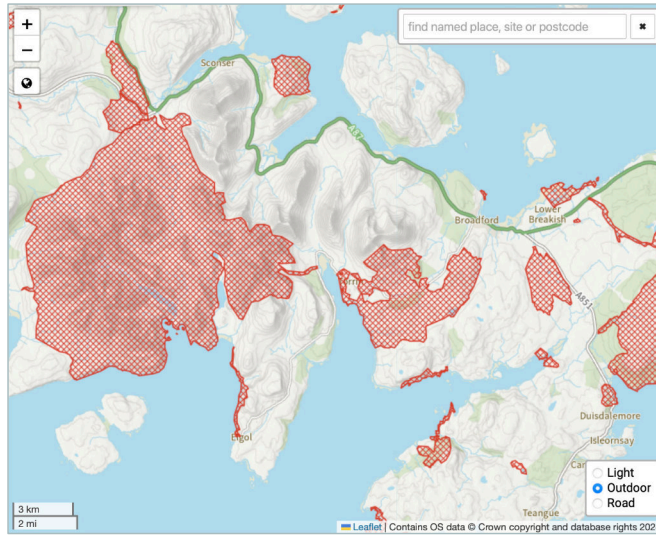 +
find named place, site or postcode
−
Sconser
A87
Broadford
Lower
Breakish
A851
Elgol
Duisdalemore
Isleornsay
Teangue
Light
Outdoor
Road
3 km
2 mi
Leaflet | Contains OS data © Crown copyright and database rights 202